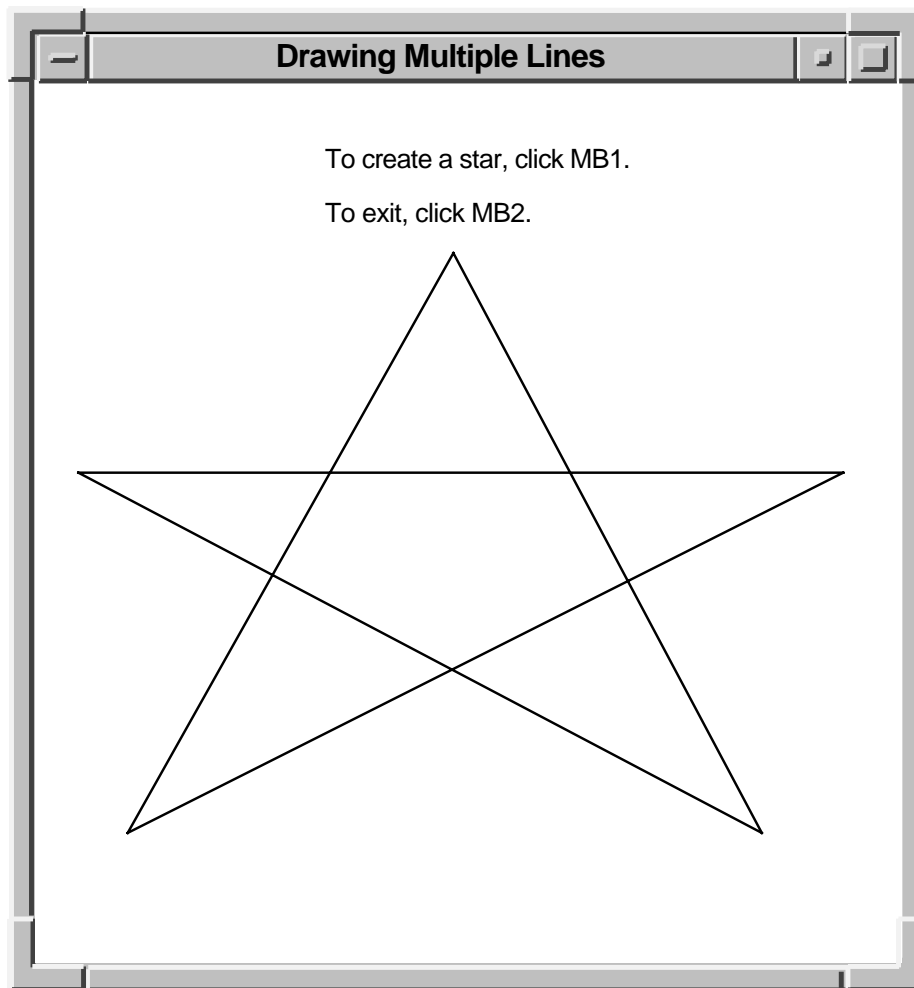 Drawing Multiple Lines
To create a star, click MB1.
To exit, click MB2.